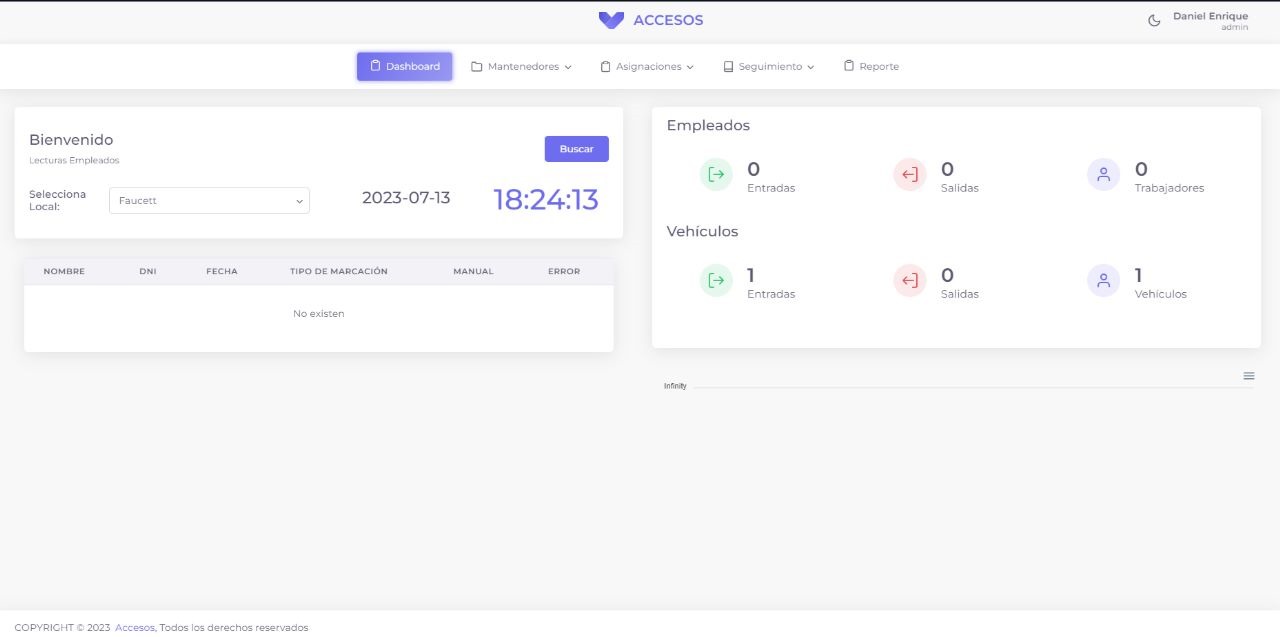 ACCESOS
Daniel Enrique
admin
Dashboard
Mantenedores
Asignaciones
Seguimiento
Reporte
Bienvenido
Lecturas Empleados
Buscar
Selecciona
Local:
Faucett
2023-07-13
18:24:13
NOMBRE DNI FECHA TIPO DE MARCACIÓN MANUAL ERROR
No existen
Empleados
0
Entradas
0
Salidas
0
Trabajadores
Vehículos
1
Entradas
0
Salidas
1
Vehículos
Infinity
COPYRIGHT © 2023 Accesos, Todos los derechos reservados